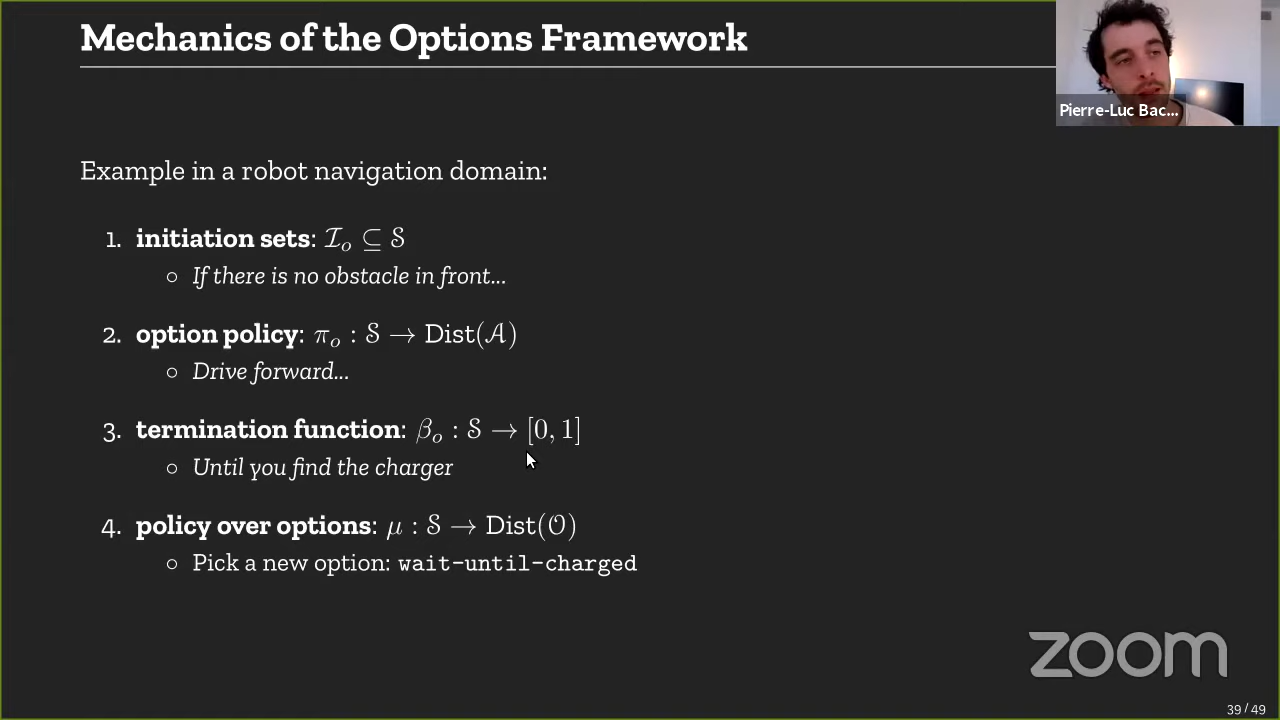 Mechanics of the Options Framework
Pierre-Luc Bac...
Example in a robot navigation domain:
1. initiation sets: ℐₒ ⊆ 𝒮
○ If there is no obstacle in front...
2. option policy: πₒ : 𝒮 → Dist(𝒜)
○ Drive forward...
3. termination function: βₒ : 𝒮 → [0, 1]
○ Until you find the charger
4. policy over options: μ : 𝒮 → Dist(𝒪)
○ Pick a new option: wait-until-charged
zoom
39 / 49